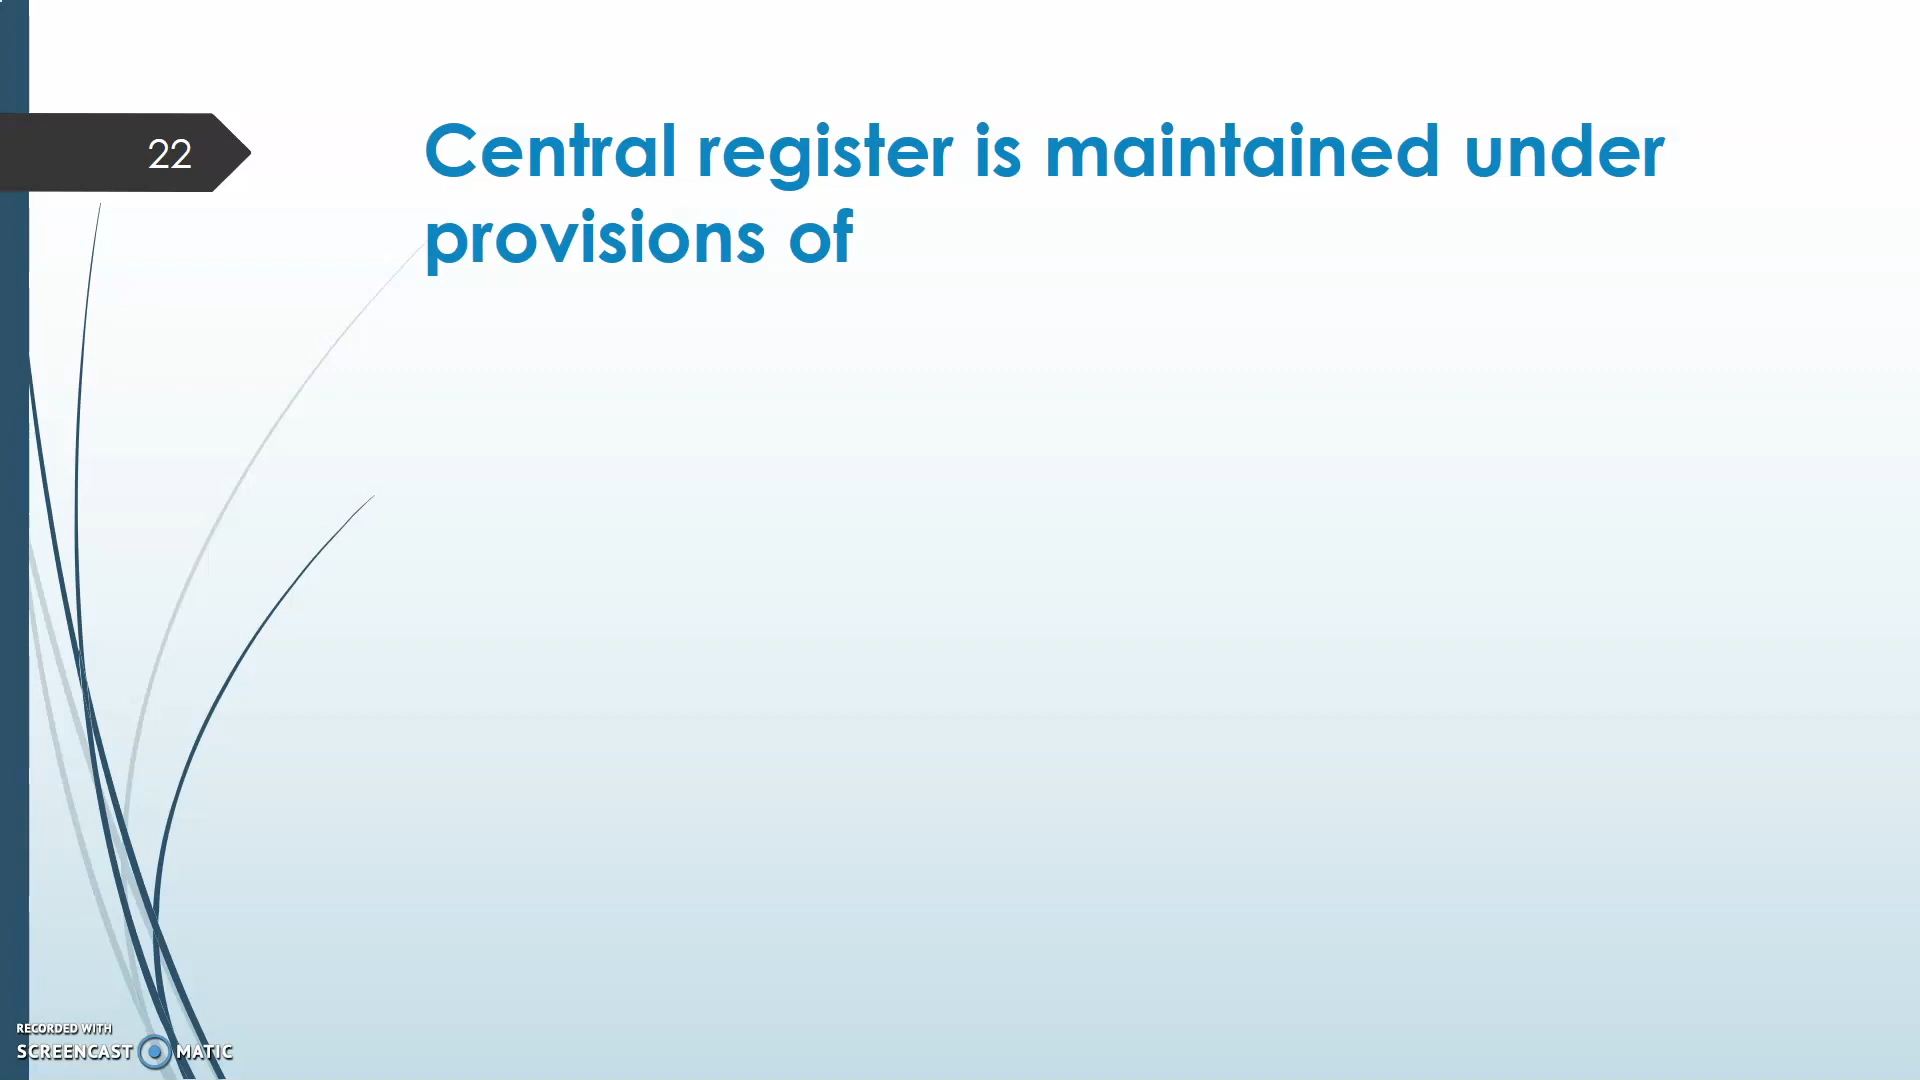 22
Central register is maintained under
provisions of
RECORDED WITH
SCREENCAST MATIC